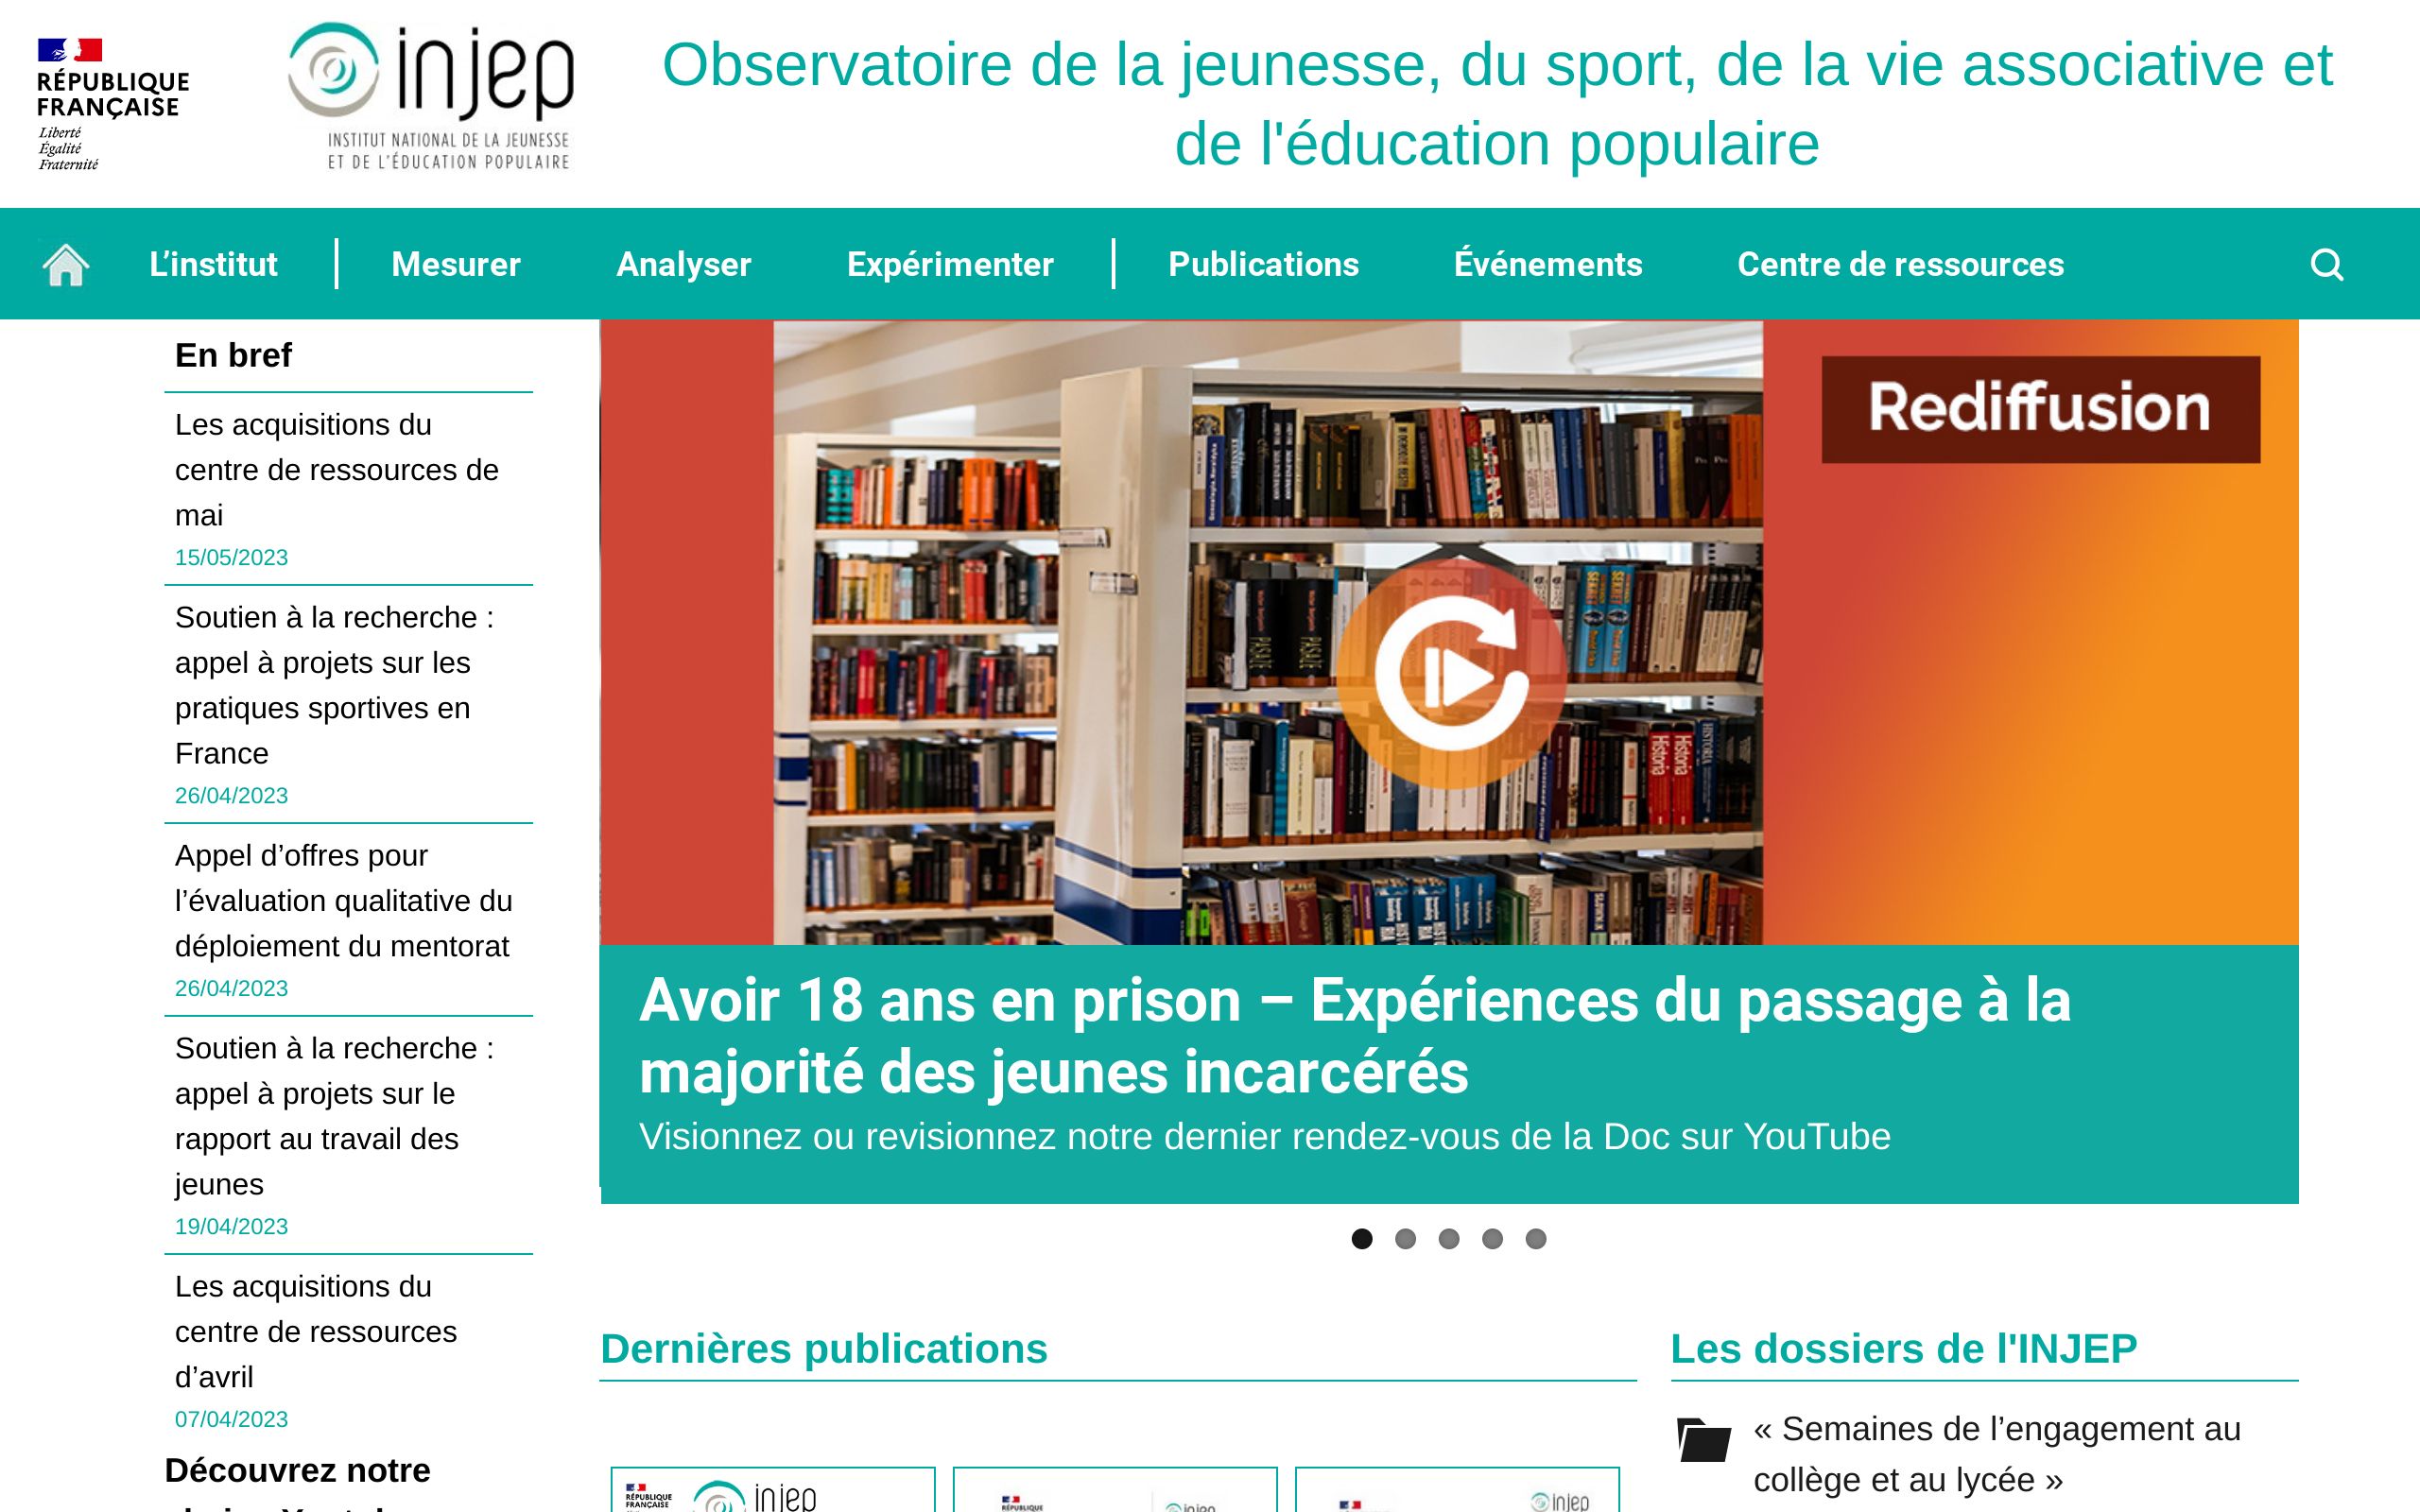 RÉPUBLIQUE
FRANÇAISE
Liberté
Égalité
Fraternité
injep
INSTITUT NATIONAL DE LA JEUNESSE
ET DE L'ÉDUCATION POPULAIRE
Observatoire de la jeunesse, du sport, de la vie associative et
de l'éducation populaire
L’institut
Mesurer
Analyser
Expérimenter
Publications
Événements
Centre de ressources
En bref
Les acquisitions du
centre de ressources de
mai
15/05/2023
Soutien à la recherche :
appel à projets sur les
pratiques sportives en
France
26/04/2023
Appel d’offres pour
l’évaluation qualitative du
déploiement du mentorat
26/04/2023
Soutien à la recherche :
appel à projets sur le
rapport au travail des
jeunes
19/04/2023
Les acquisitions du
centre de ressources
d’avril
07/04/2023
Découvrez notre
Rediffusion
Avoir 18 ans en prison – Expériences du passage à la
majorité des jeunes incarcérés
Visionnez ou revisionnez notre dernier rendez-vous de la Doc sur YouTube
Dernières publications
RÉPUBLIQUE
FRANÇAISE
injep
RÉPUBLIQUE
injep
injep
Les dossiers de l'INJEP
« Semaines de l’engagement au
collège et au lycée »